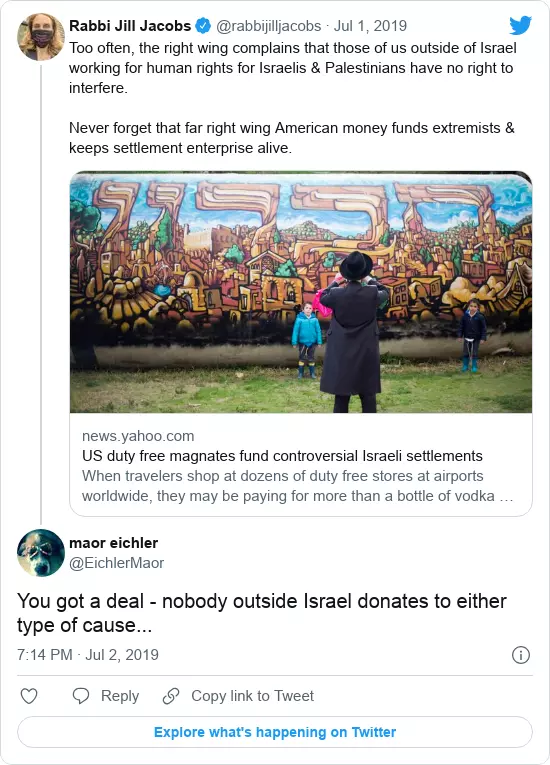 Rabbi Jill Jacobs @rabbijilljacobs · Jul 1, 2019
Too often, the right wing complains that those of us outside of Israel
working for human rights for Israelis & Palestinians have no right to
interfere.
Never forget that far right wing American money funds extremists &
keeps settlement enterprise alive.
חברון
news.yahoo.com
US duty free magnates fund controversial Israeli settlements
When travelers shop at dozens of duty free stores at airports
worldwide, they may be paying for more than a bottle of vodka …
maor eichler
@EichlerMaor
You got a deal - nobody outside Israel donates to either
type of cause...
7:14 PM · Jul 2, 2019
Reply Copy link to Tweet
Explore what's happening on Twitter